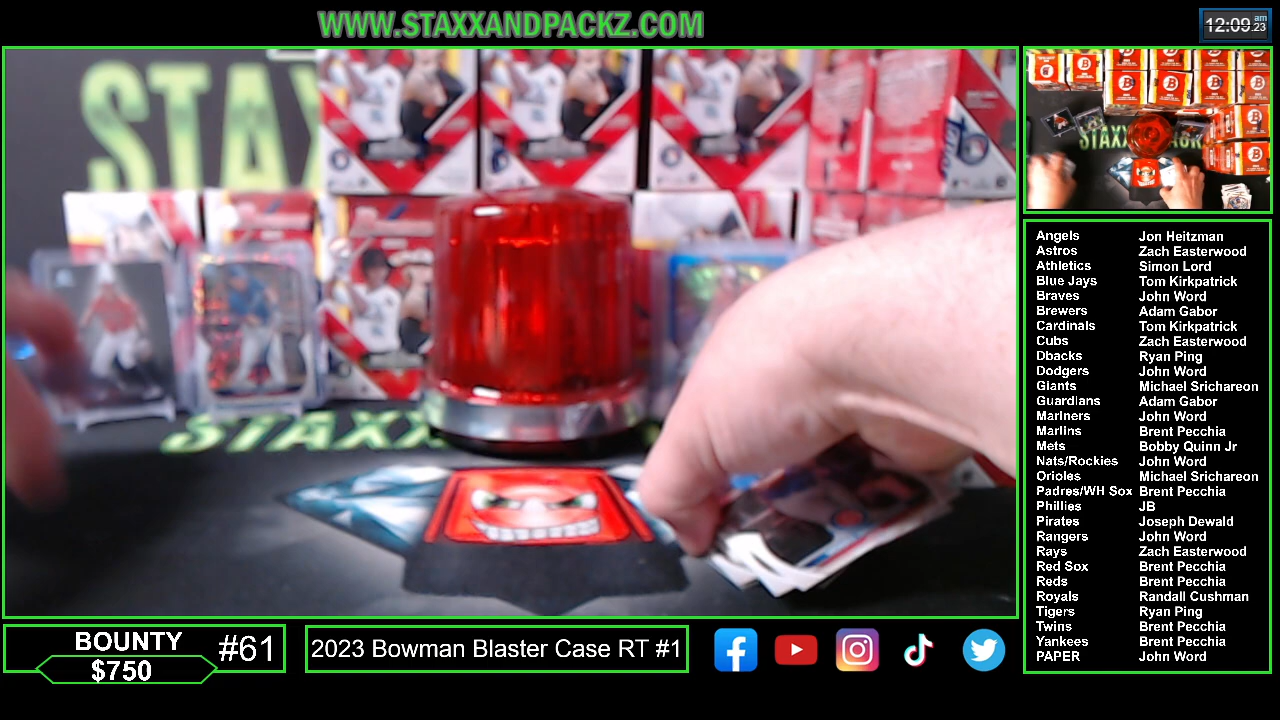 WWW.STAXXANDPACKZ.COM
12:09 am
23
STAX
STAXX
STAXX PACK
Angels Jon Heitzman
Astros Zach Easterwood
Athletics Simon Lord
Blue Jays Tom Kirkpatrick
Braves John Word
Brewers Adam Gabor
Cardinals Tom Kirkpatrick
Cubs Zach Easterwood
Dbacks Ryan Ping
Dodgers John Word
Giants Michael Srichareon
Guardians Adam Gabor
Mariners John Word
Marlins Brent Pecchia
Mets Bobby Quinn Jr
Nats/Rockies John Word
Orioles Michael Srichareon
Padres/WH Sox Brent Pecchia
Phillies JB
Pirates Joseph Dewald
Rangers John Word
Rays Zach Easterwood
Red Sox Brent Pecchia
Reds Brent Pecchia
Royals Randall Cushman
Tigers Ryan Ping
Twins Brent Pecchia
Yankees Brent Pecchia
PAPER John Word
BOUNTY #61
$750
2023 Bowman Blaster Case RT #1